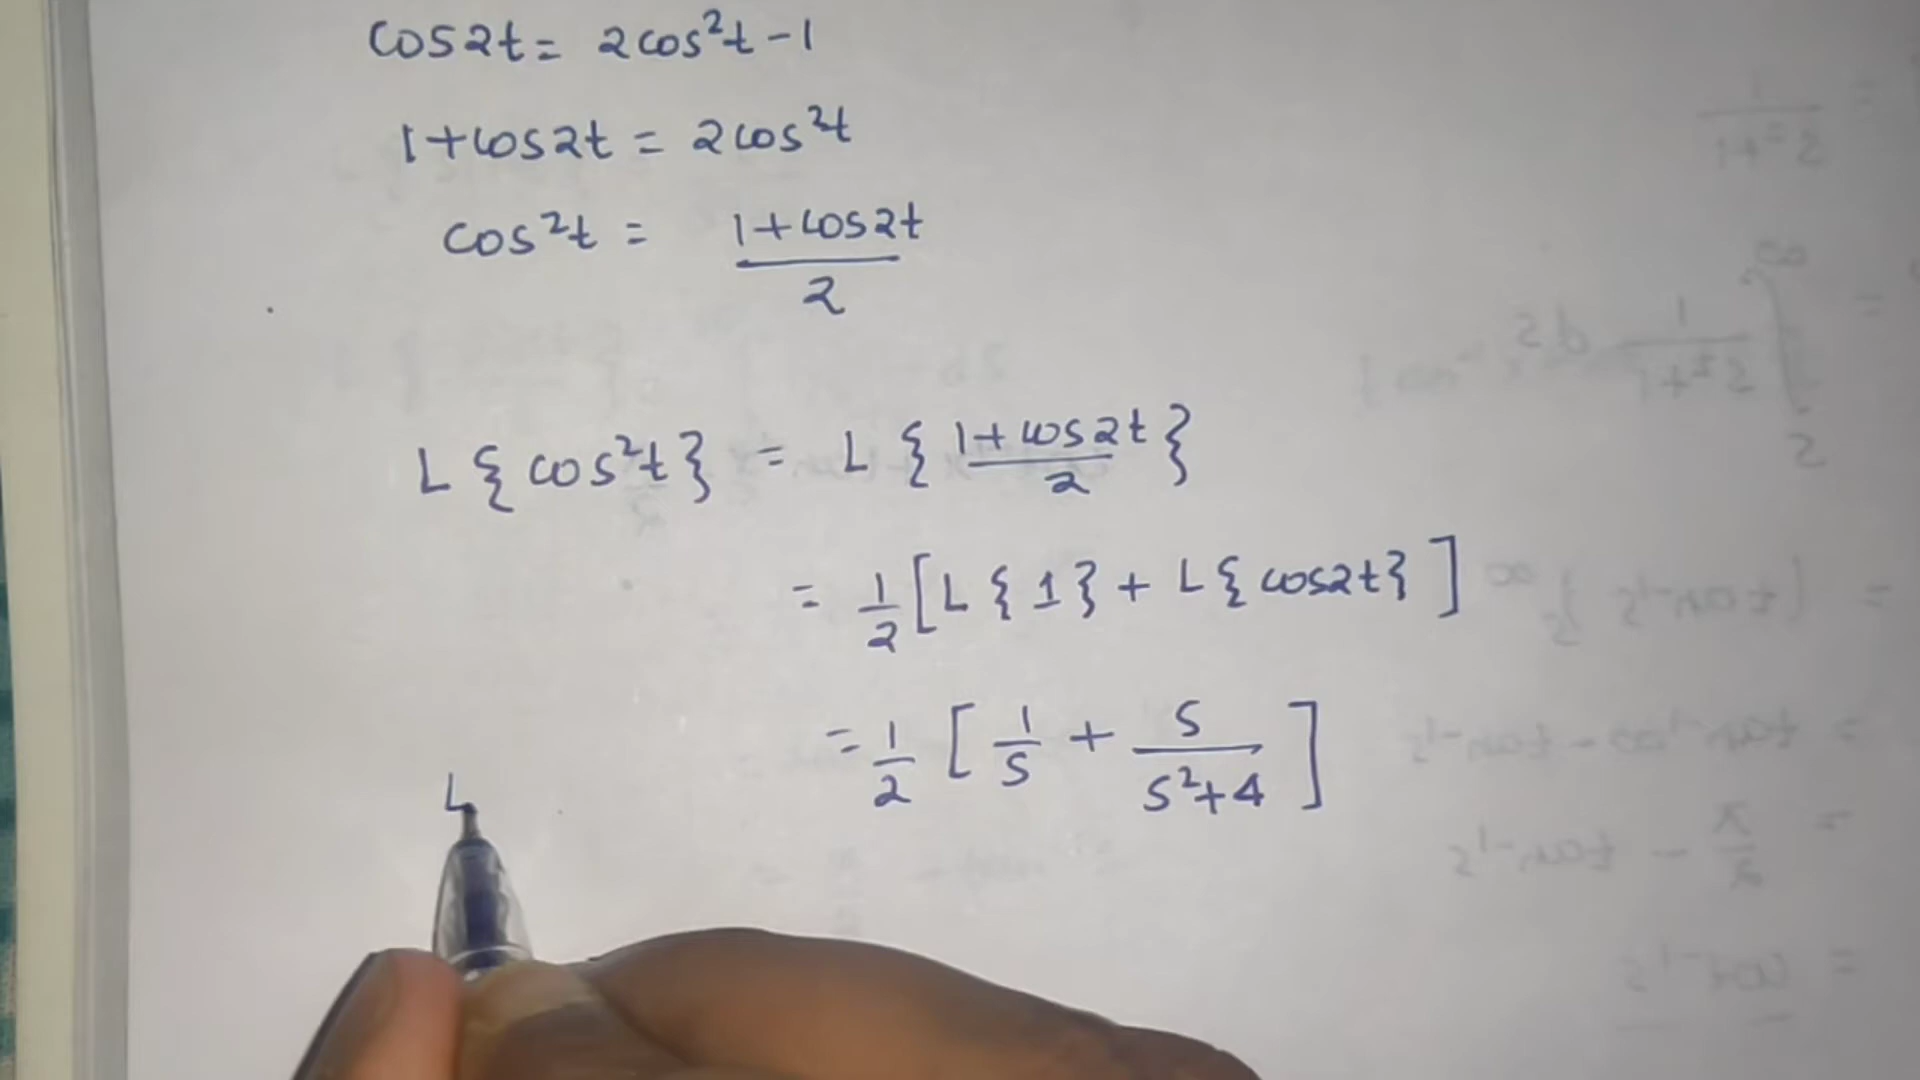 cos2t = 2cos²t - 1
1 + cos2t = 2cos²t
cos²t = (1 + cos2t)/2
L{cos²t} = L{(1 + cos2t)/2}
= 1/2 [L{1} + L{cos2t}]
= 1/2 [1/s + s/(s²+4)]
L